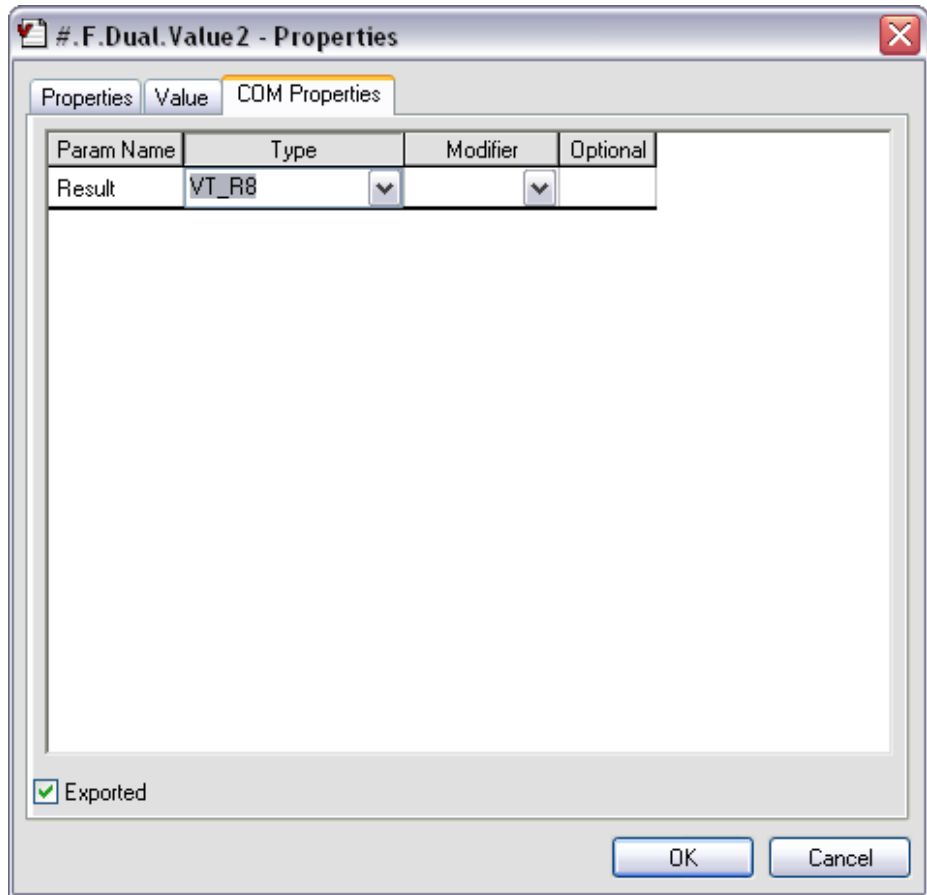 #.F.Dual.Value2 - Properties
Properties Value COM Properties
Param Name Type Modifier Optional
Result VT_R8
Exported
OK Cancel